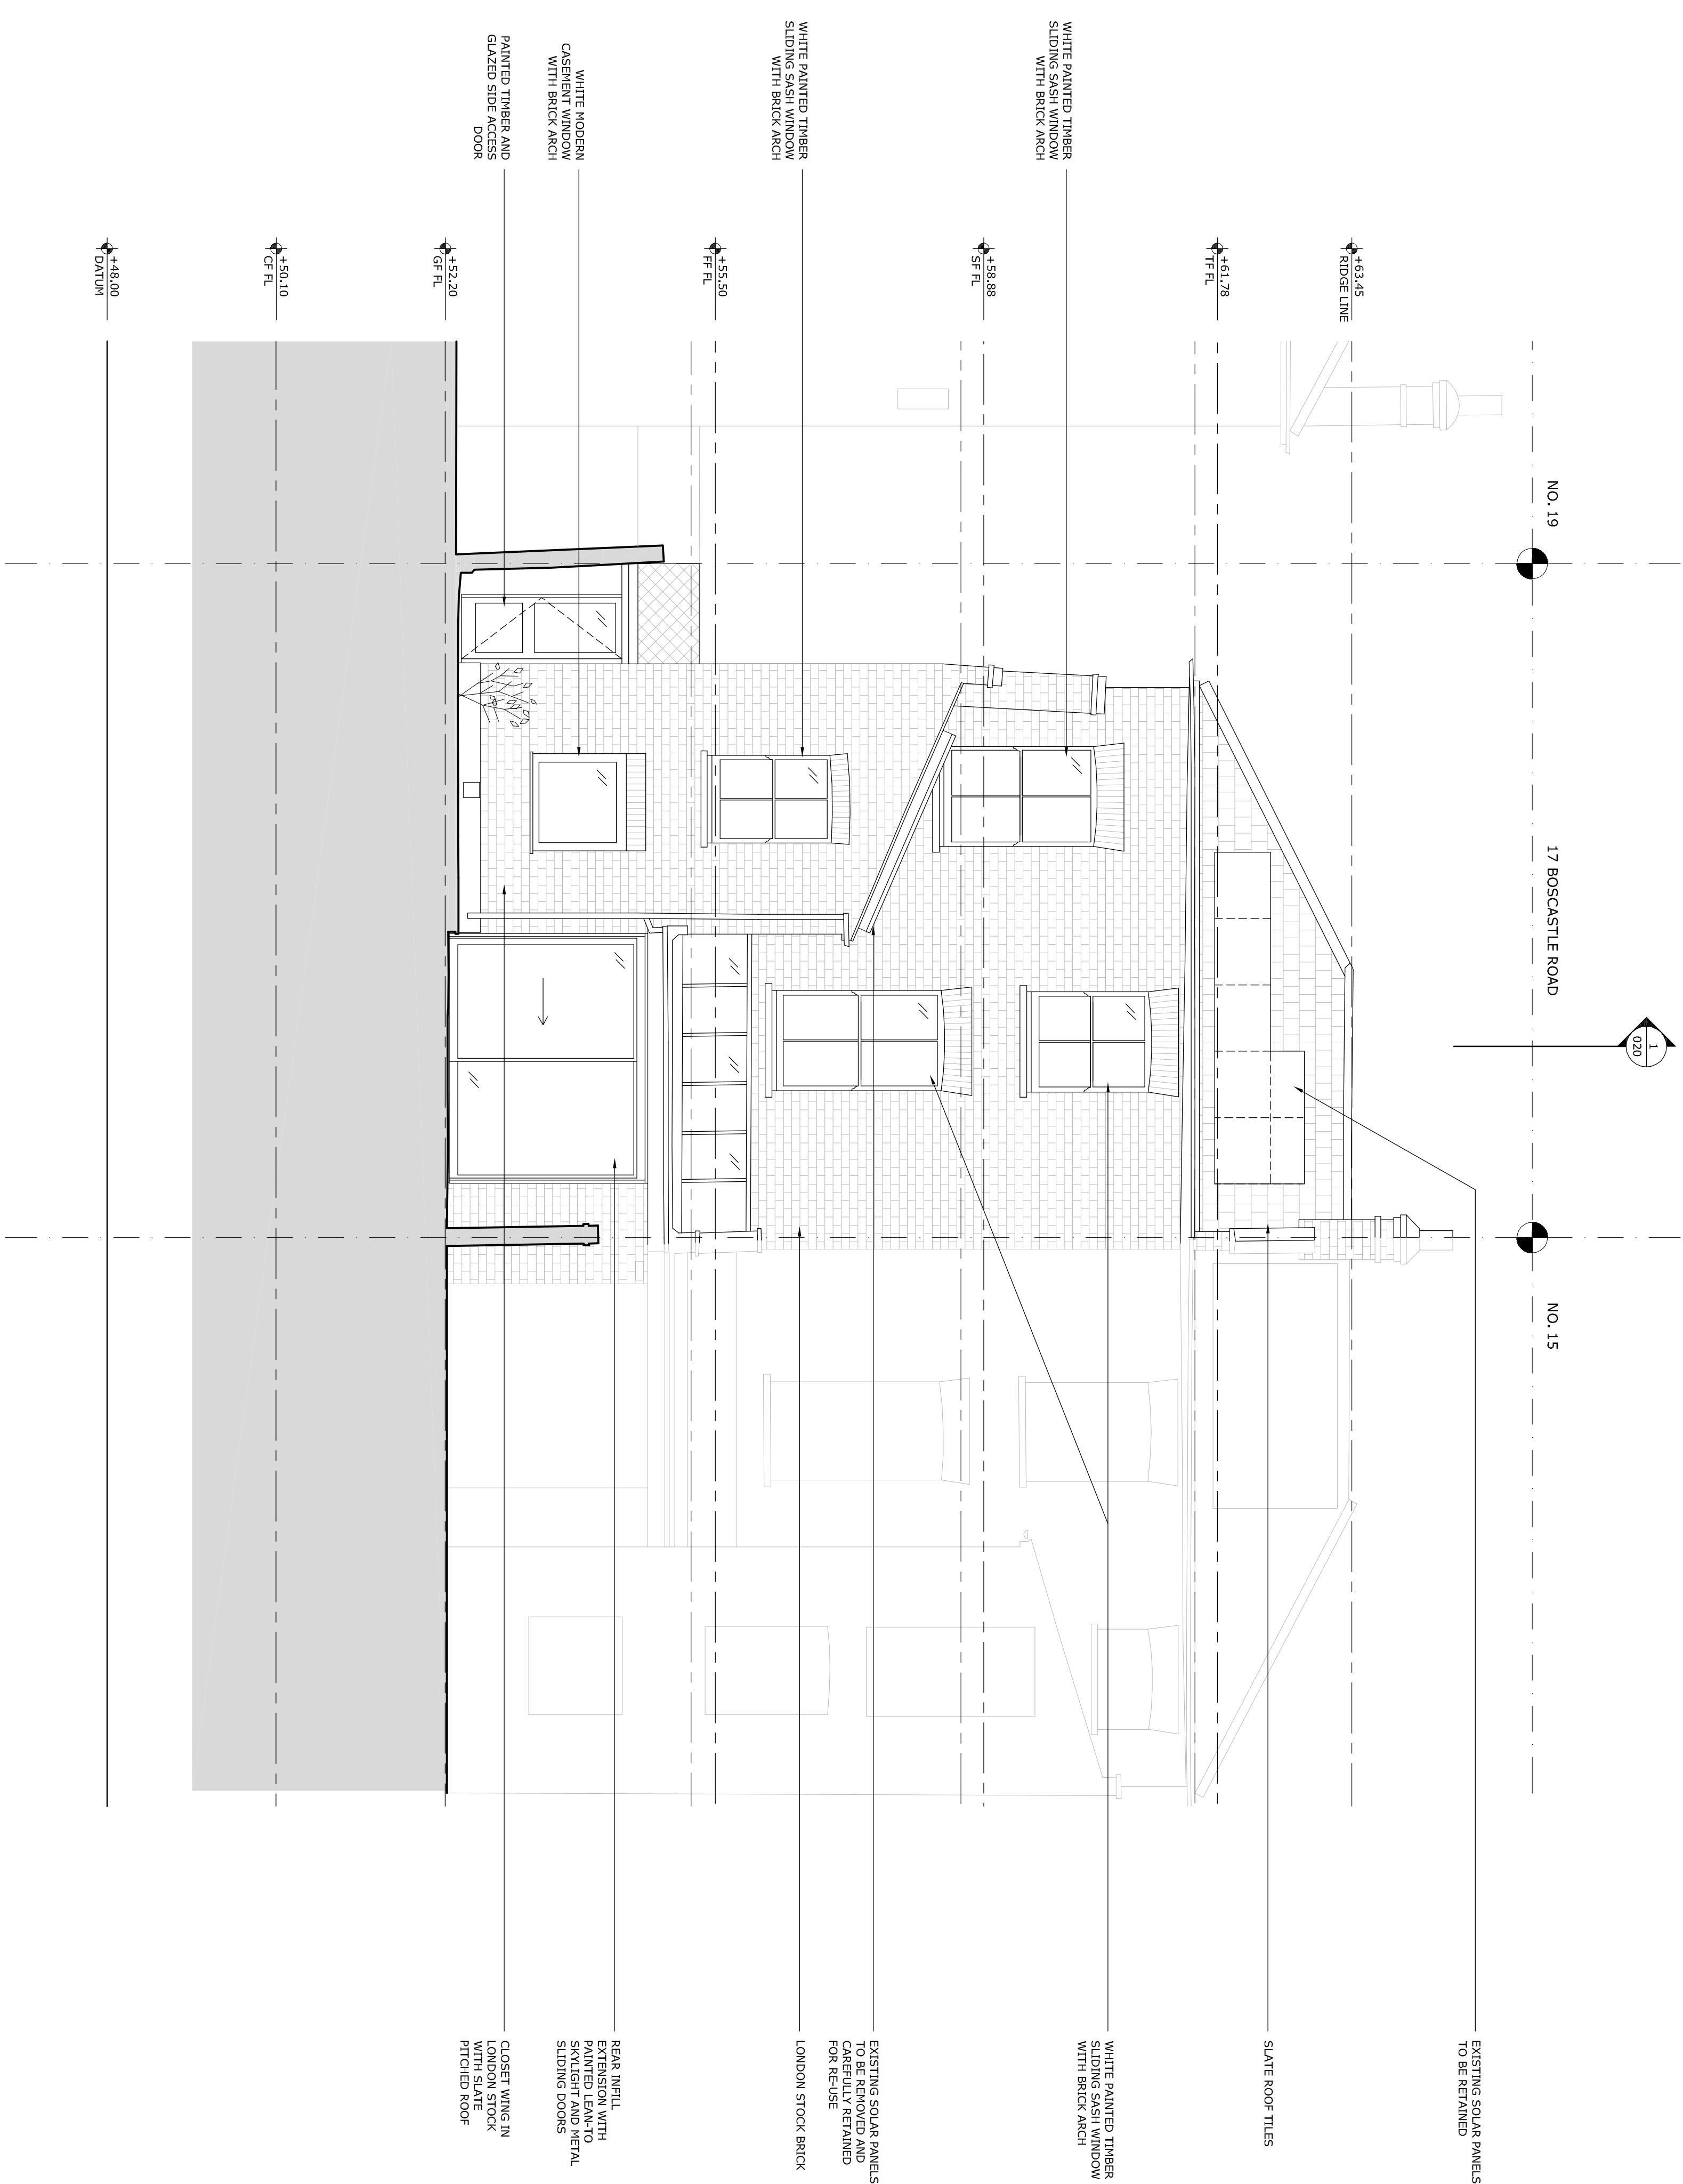 NO. 19
17 BOSCASTLE ROAD
NO. 15
1
020
+63.45
RIDGE LINE
+61.78
TF FL
+58.88
SF FL
+55.50
FF FL
+52.20
GF FL
+50.10
CF FL
+48.00
DATUM
WHITE PAINTED TIMBER
SLIDING SASH WINDOW
WITH BRICK ARCH
WHITE PAINTED TIMBER
SLIDING SASH WINDOW
WITH BRICK ARCH
WHITE MODERN
CASEMENT WINDOW
WITH BRICK ARCH
PAINTED TIMBER AND
GLAZED SIDE ACCESS
DOOR
EXISTING SOLAR PANELS
TO BE RETAINED
SLATE ROOF TILES
WHITE PAINTED TIMBER
SLIDING SASH WINDOW
WITH BRICK ARCH
EXISTING SOLAR PANELS
TO BE REMOVED AND
CAREFULLY RETAINED
FOR RE-USE
LONDON STOCK BRICK
REAR INFILL
EXTENSION WITH
PAINTED LEAN-TO
SKYLIGHT AND METAL
SLIDING DOORS
CLOSET WING IN
LONDON STOCK
WITH SLATE
PITCHED ROOF